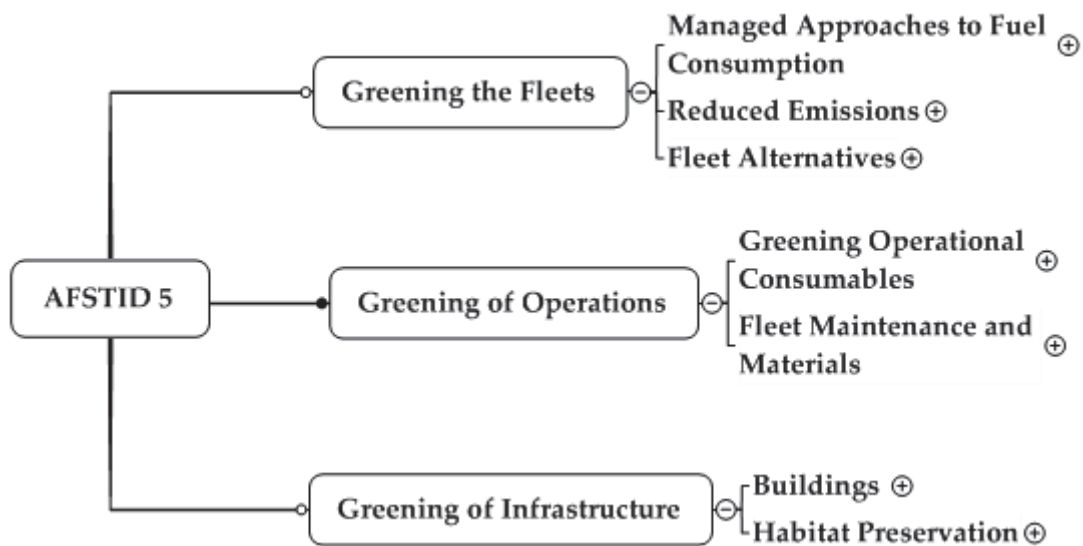 Managed Approaches to Fuel
Consumption
Greening the Fleets
Reduced Emissions
Fleet Alternatives
AFSTID 5
Greening Operational
Consumables
Greening of Operations
Fleet Maintenance and
Materials
Greening of Infrastructure
Buildings
Habitat Preservation